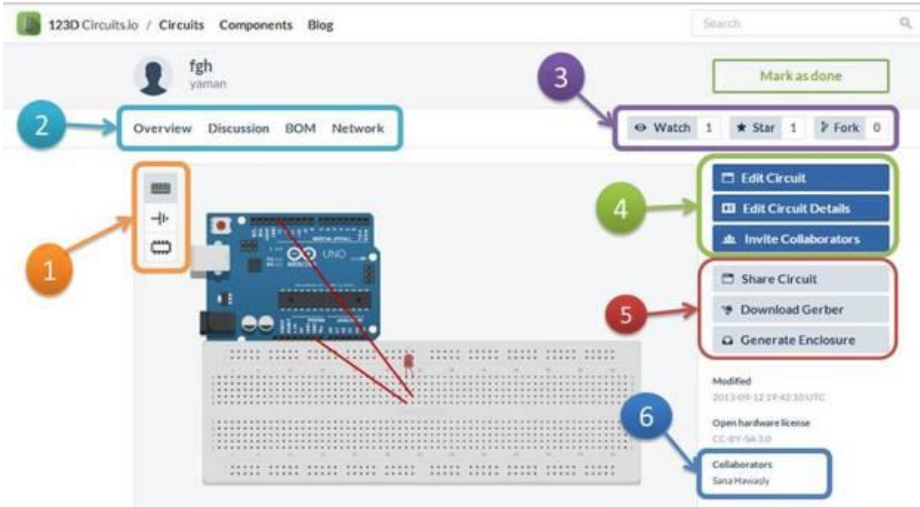 123D Circuits.io / Circuits Components Blog Search
fgh
yaman
Mark as done
3
2
Overview Discussion BOM Network
Watch 1 Star 1 Fork 0
1
UNO
4
Edit Circuit
Edit Circuit Details
Invite Collaborators
5
Share Circuit
Download Gerber
Generate Enclosure
Modified
2013-09-12 19:42:10 UTC
Open hardware license
CC-BY-SA 3.0
6
Collaborators
Sana Hawasly